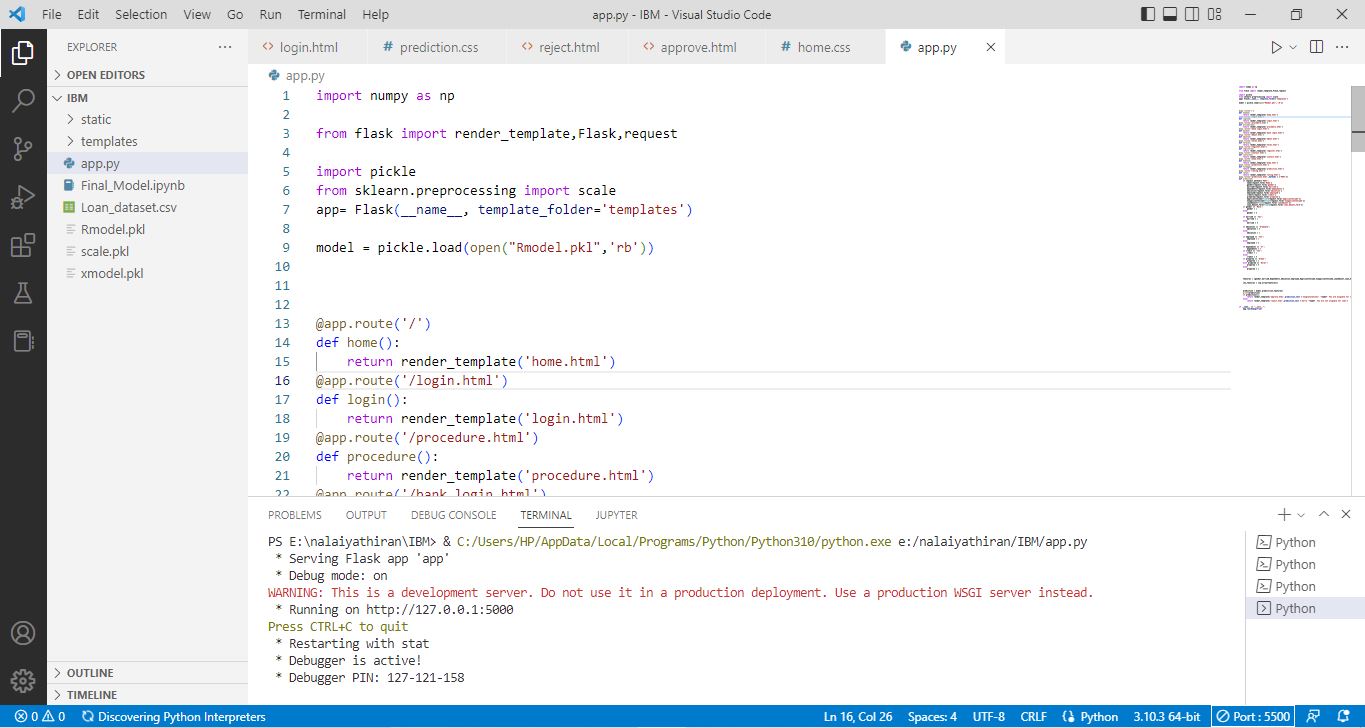 File Edit Selection View Go Run Terminal Help
app.py - IBM - Visual Studio Code
EXPLORER
OPEN EDITORS
IBM
static
templates
app.py
Final_Model.ipynb
Loan_dataset.csv
Rmodel.pkl
scale.pkl
xmodel.pkl
OUTLINE
TIMELINE
<> login.html # prediction.css <> reject.html <> approve.html # home.css app.py
app.py
1 import numpy as np
2
3 from flask import render_template,Flask,request
4
5 import pickle
6 from sklearn.preprocessing import scale
7 app= Flask(__name__, template_folder='templates')
8
9 model = pickle.load(open("Rmodel.pkl",'rb'))
10
11
12
13 @app.route('/')
14 def home():
15     return render_template('home.html')
16 @app.route('/login.html')
17 def login():
18     return render_template('login.html')
19 @app.route('/procedure.html')
20 def procedure():
21     return render_template('procedure.html')
22 @app.route('/bank_login.html')
PROBLEMS OUTPUT DEBUG CONSOLE TERMINAL JUPYTER
PS E:\nalaiyathiran\IBM> & C:/Users/HP/AppData/Local/Programs/Python/Python310/python.exe e:/nalaiyathiran/IBM/app.py
* Serving Flask app 'app'
* Debug mode: on
WARNING: This is a development server. Do not use it in a production deployment. Use a production WSGI server instead.
* Running on http://127.0.0.1:5000
Press CTRL+C to quit
* Restarting with stat
* Debugger is active!
* Debugger PIN: 127-121-158
Python
Python
Python
Python
0 0 Discovering Python Interpreters
Ln 16, Col 26 Spaces: 4 UTF-8 CRLF Python 3.10.3 64-bit Port : 5500